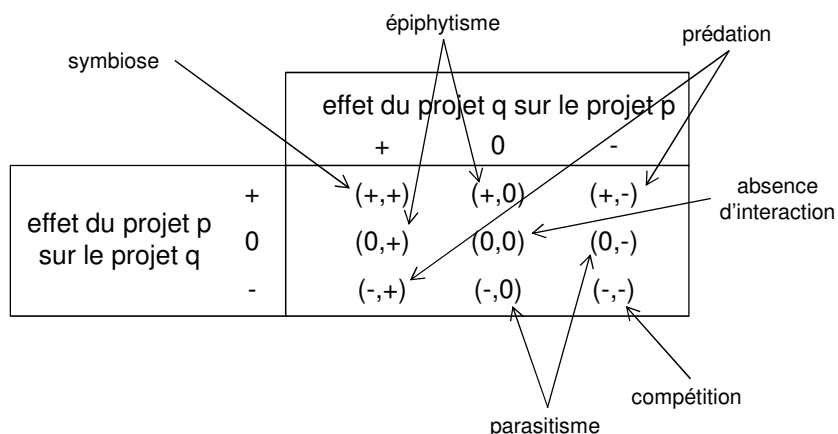 épiphytisme
prédation
symbiose
effet du projet q sur le projet p
+ 0 -
+ (+,+) (+,0) (+,-)
absence
d'interaction
effet du projet p
sur le projet q
0 (0,+) (0,0) (0,-)
- (-,+) (-,0) (-,-)
compétition
parasitisme